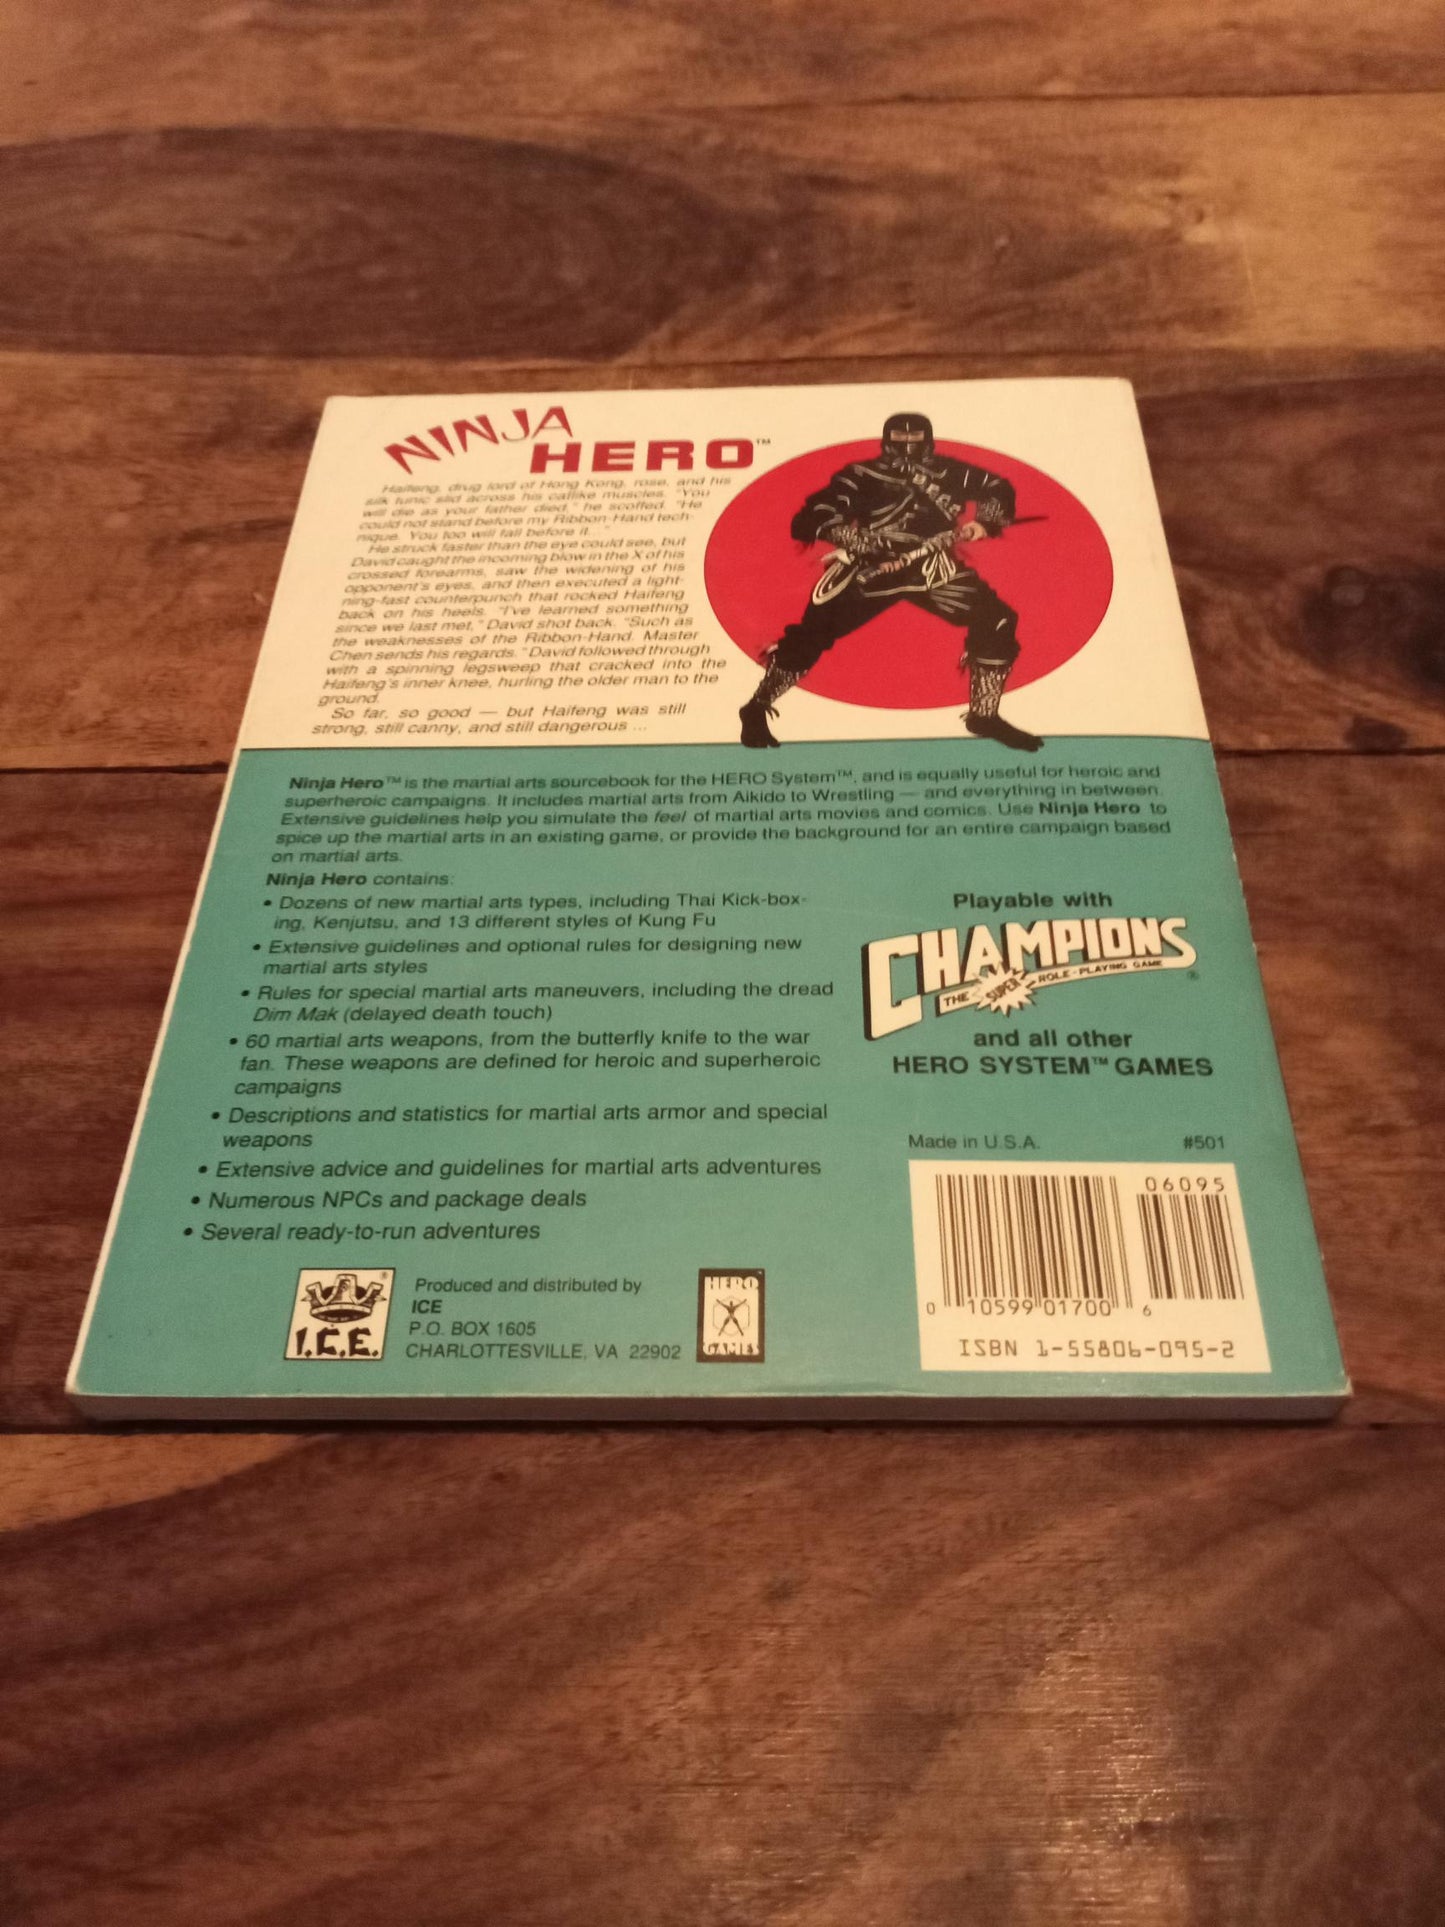 NINJA
HERO™
Haifeng, drug lord of Hong Kong, rose, and his
silk tunic slid across his catlike muscles. "You
will die as your father died," he scoffed. "He
could not stand before my Ribbon-Hand tech-
nique. You too will fall before it..."
He struck faster than the eye could see, but
David caught the incoming blow in the X of his
crossed forearms, saw the widening of his
opponent's eyes, and then executed a light-
ning-fast counterpunch that rocked Haifeng
back on his heels. "I've learned something
since we last met," David shot back. "Such as
the weaknesses of the Ribbon-Hand. Master
Chen sends his regards." David followed through
with a spinning legsweep that cracked into the
Haifeng's inner knee, hurling the older man to the
ground.
So far, so good — but Haifeng was still
strong, still canny, and still dangerous ...
Ninja Hero™ is the martial arts sourcebook for the HERO System™, and is equally useful for heroic and
superheroic campaigns. It includes martial arts from Aikido to Wrestling — and everything in between.
Extensive guidelines help you simulate the feel of martial arts movies and comics. Use Ninja Hero to
spice up the martial arts in an existing game, or provide the background for an entire campaign based
on martial arts.
Ninja Hero contains:
• Dozens of new martial arts types, including Thai Kick-box-
ing, Kenjutsu, and 13 different styles of Kung Fu
• Extensive guidelines and optional rules for designing new
martial arts styles
• Rules for special martial arts maneuvers, including the dread
Dim Mak (delayed death touch)
• 60 martial arts weapons, from the butterfly knife to the war
fan. These weapons are defined for heroic and superheroic
campaigns
• Descriptions and statistics for martial arts armor and special
weapons
• Extensive advice and guidelines for martial arts adventures
• Numerous NPCs and package deals
• Several ready-to-run adventures
Playable with
CHAMPIONS®
THE SUPER ROLE-PLAYING GAME
and all other
HERO SYSTEM™ GAMES
Made in U.S.A. #501
06095
0 10599 01700 6
ISBN 1-55806-095-2
I.C.E.®
Produced and distributed by
ICE
P.O. BOX 1605
CHARLOTTESVILLE, VA 22902
HERO
GAMES